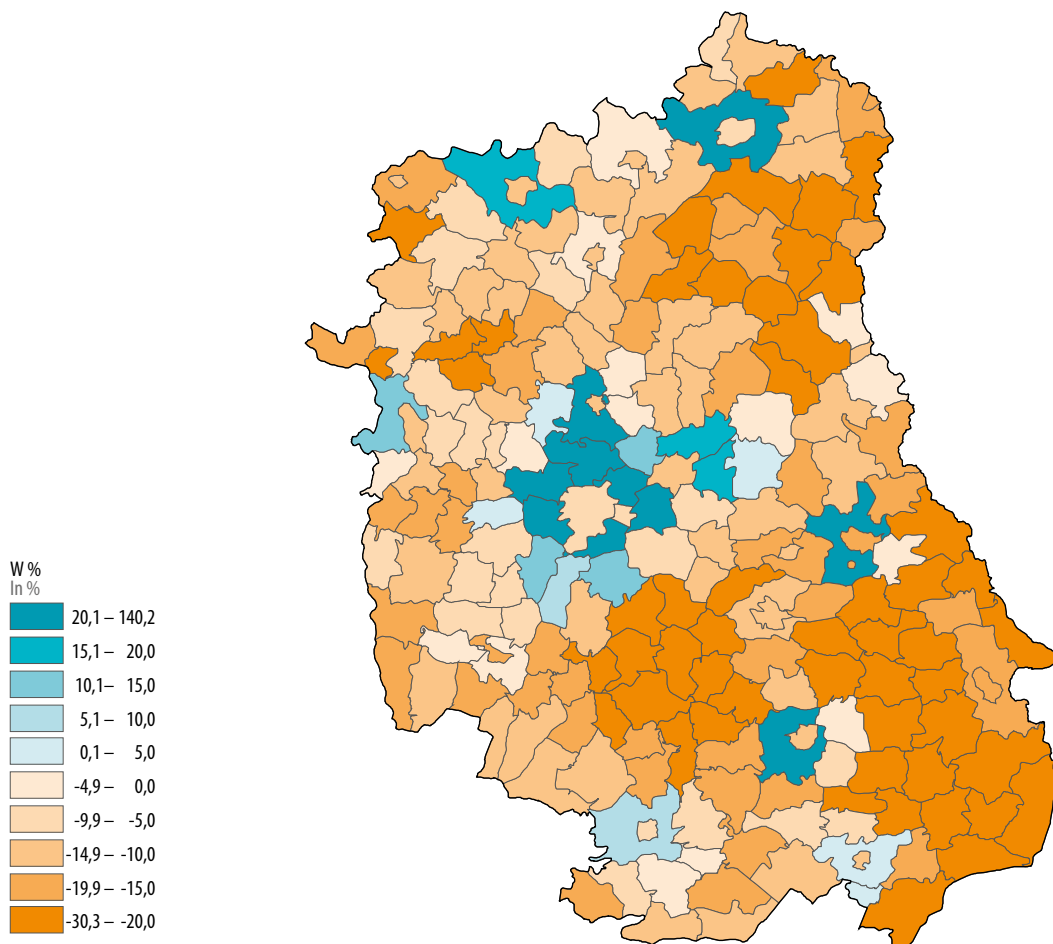 W %
In %
20,1 – 140,2
15,1 – 20,0
10,1 – 15,0
5,1 – 10,0
0,1 – 5,0
-4,9 – 0,0
-9,9 – -5,0
-14,9 – -10,0
-19,9 – -15,0
-30,3 – -20,0